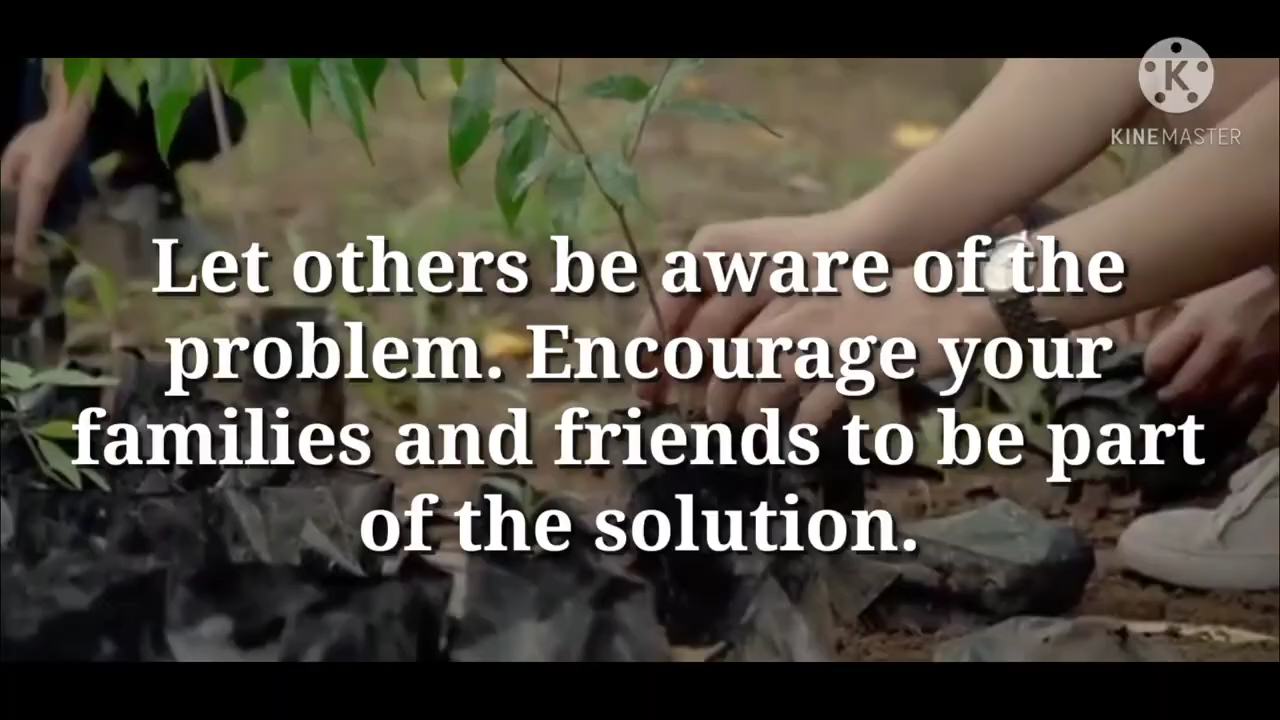 KINEMASTER
Let others be aware of the
problem. Encourage your
families and friends to be part
of the solution.